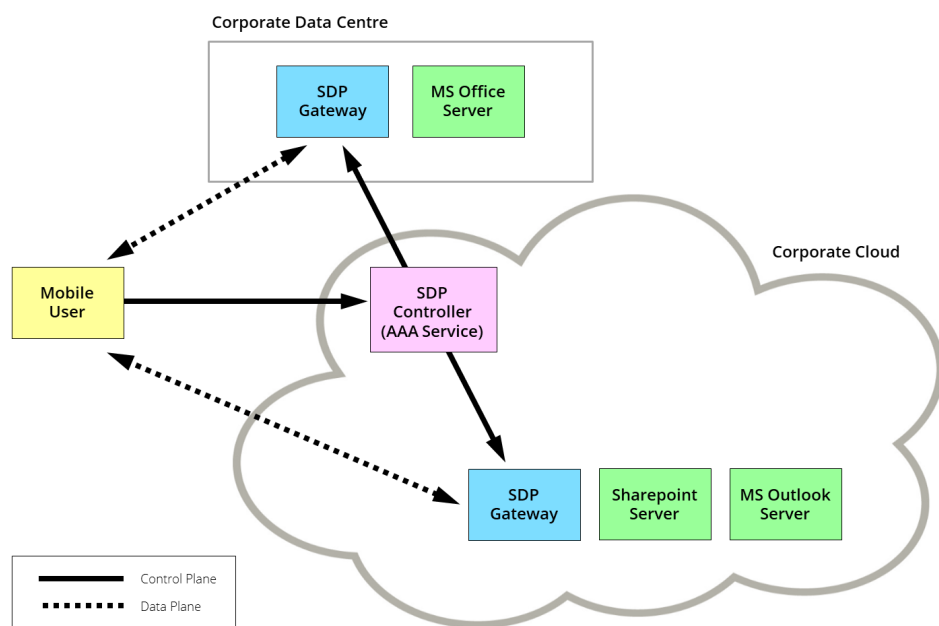 Corporate Data Centre
SDP
Gateway
MS Office
Server
Corporate Cloud
Mobile
User
SDP
Controller
(AAA Service)
SDP
Gateway
Sharepoint
Server
MS Outlook
Server
Control Plane
Data Plane